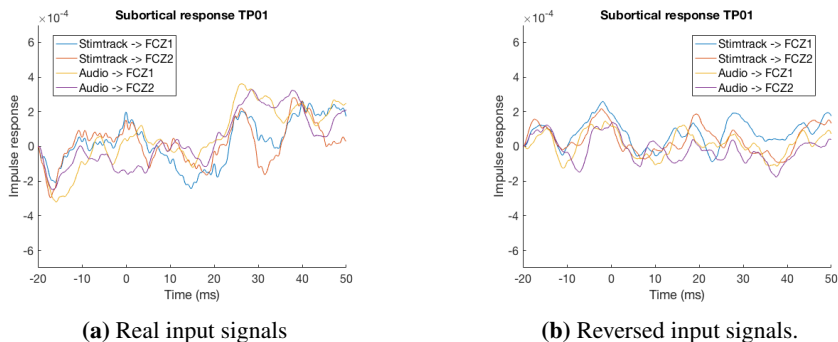 Subortical response TP01
×10⁻⁴
Stimtrack -> FCZ1
Stimtrack -> FCZ2
Audio -> FCZ1
Audio -> FCZ2
Impulse response
6
4
2
0
-2
-4
-6
-20 -10 0 10 20 30 40 50
Time (ms)
(a) Real input signals
Subortical response TP01
×10⁻⁴
Stimtrack -> FCZ1
Stimtrack -> FCZ2
Audio -> FCZ1
Audio -> FCZ2
Impulse response
6
4
2
0
-2
-4
-6
-20 -10 0 10 20 30 40 50
Time (ms)
(b) Reversed input signals.